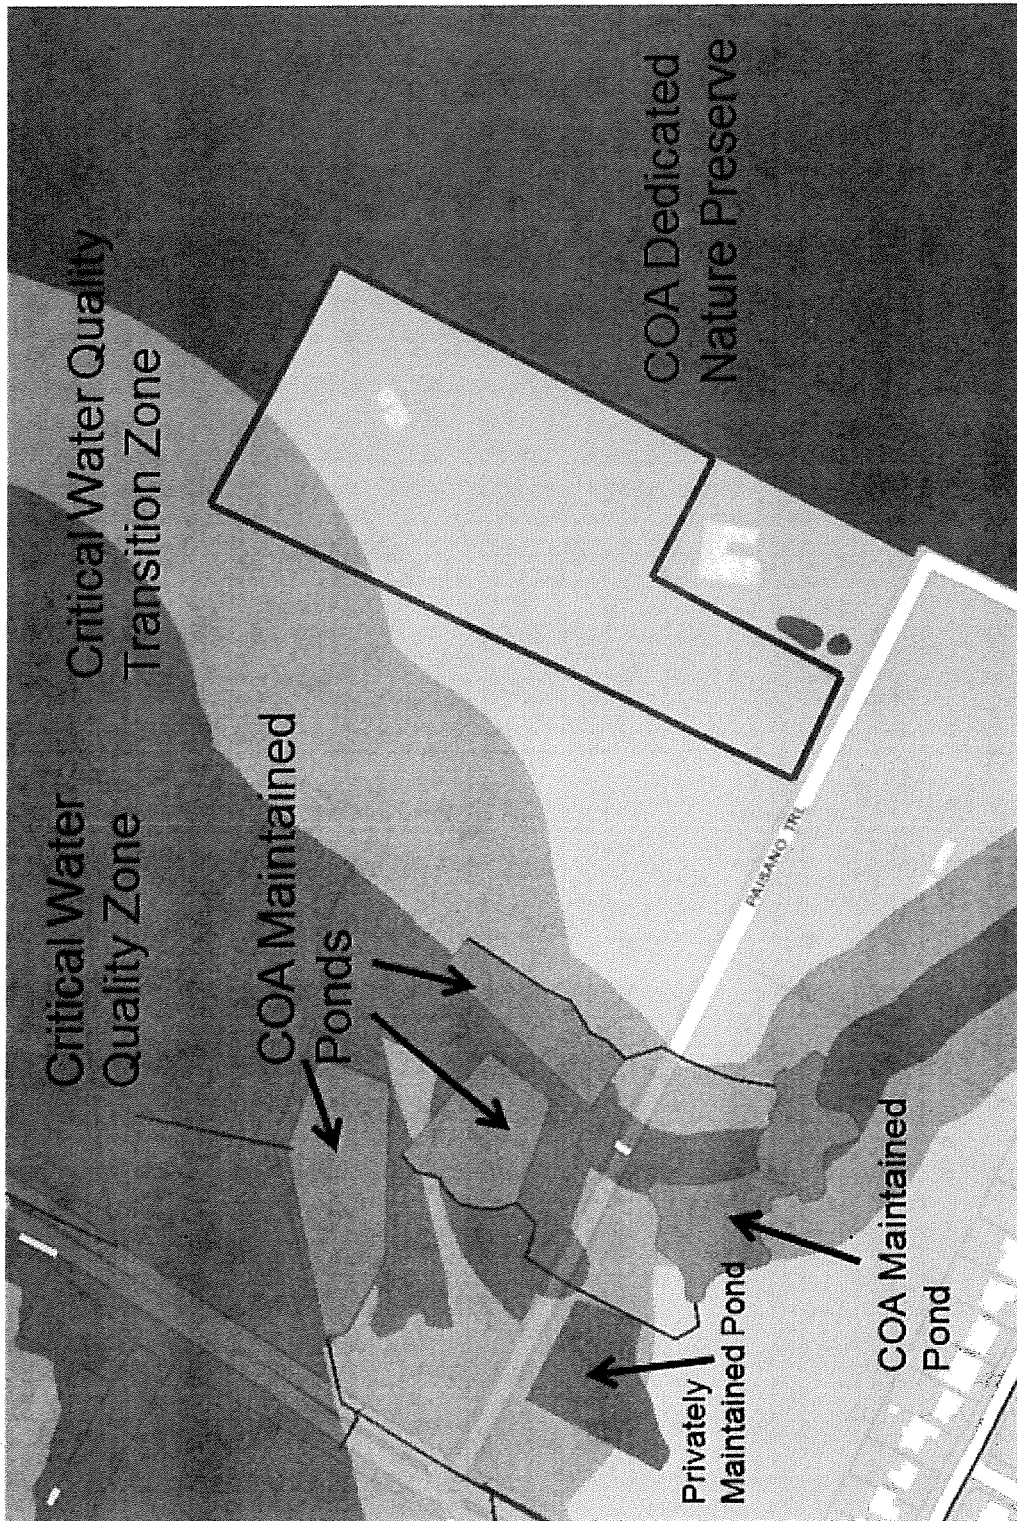 Critical Water
Quality Zone
Critical Water Quality
Transition Zone
COA Maintained
Ponds
COA Dedicated
Nature Preserve
PAISANO TRL
Privately
Maintained Pond
COA Maintained
Pond